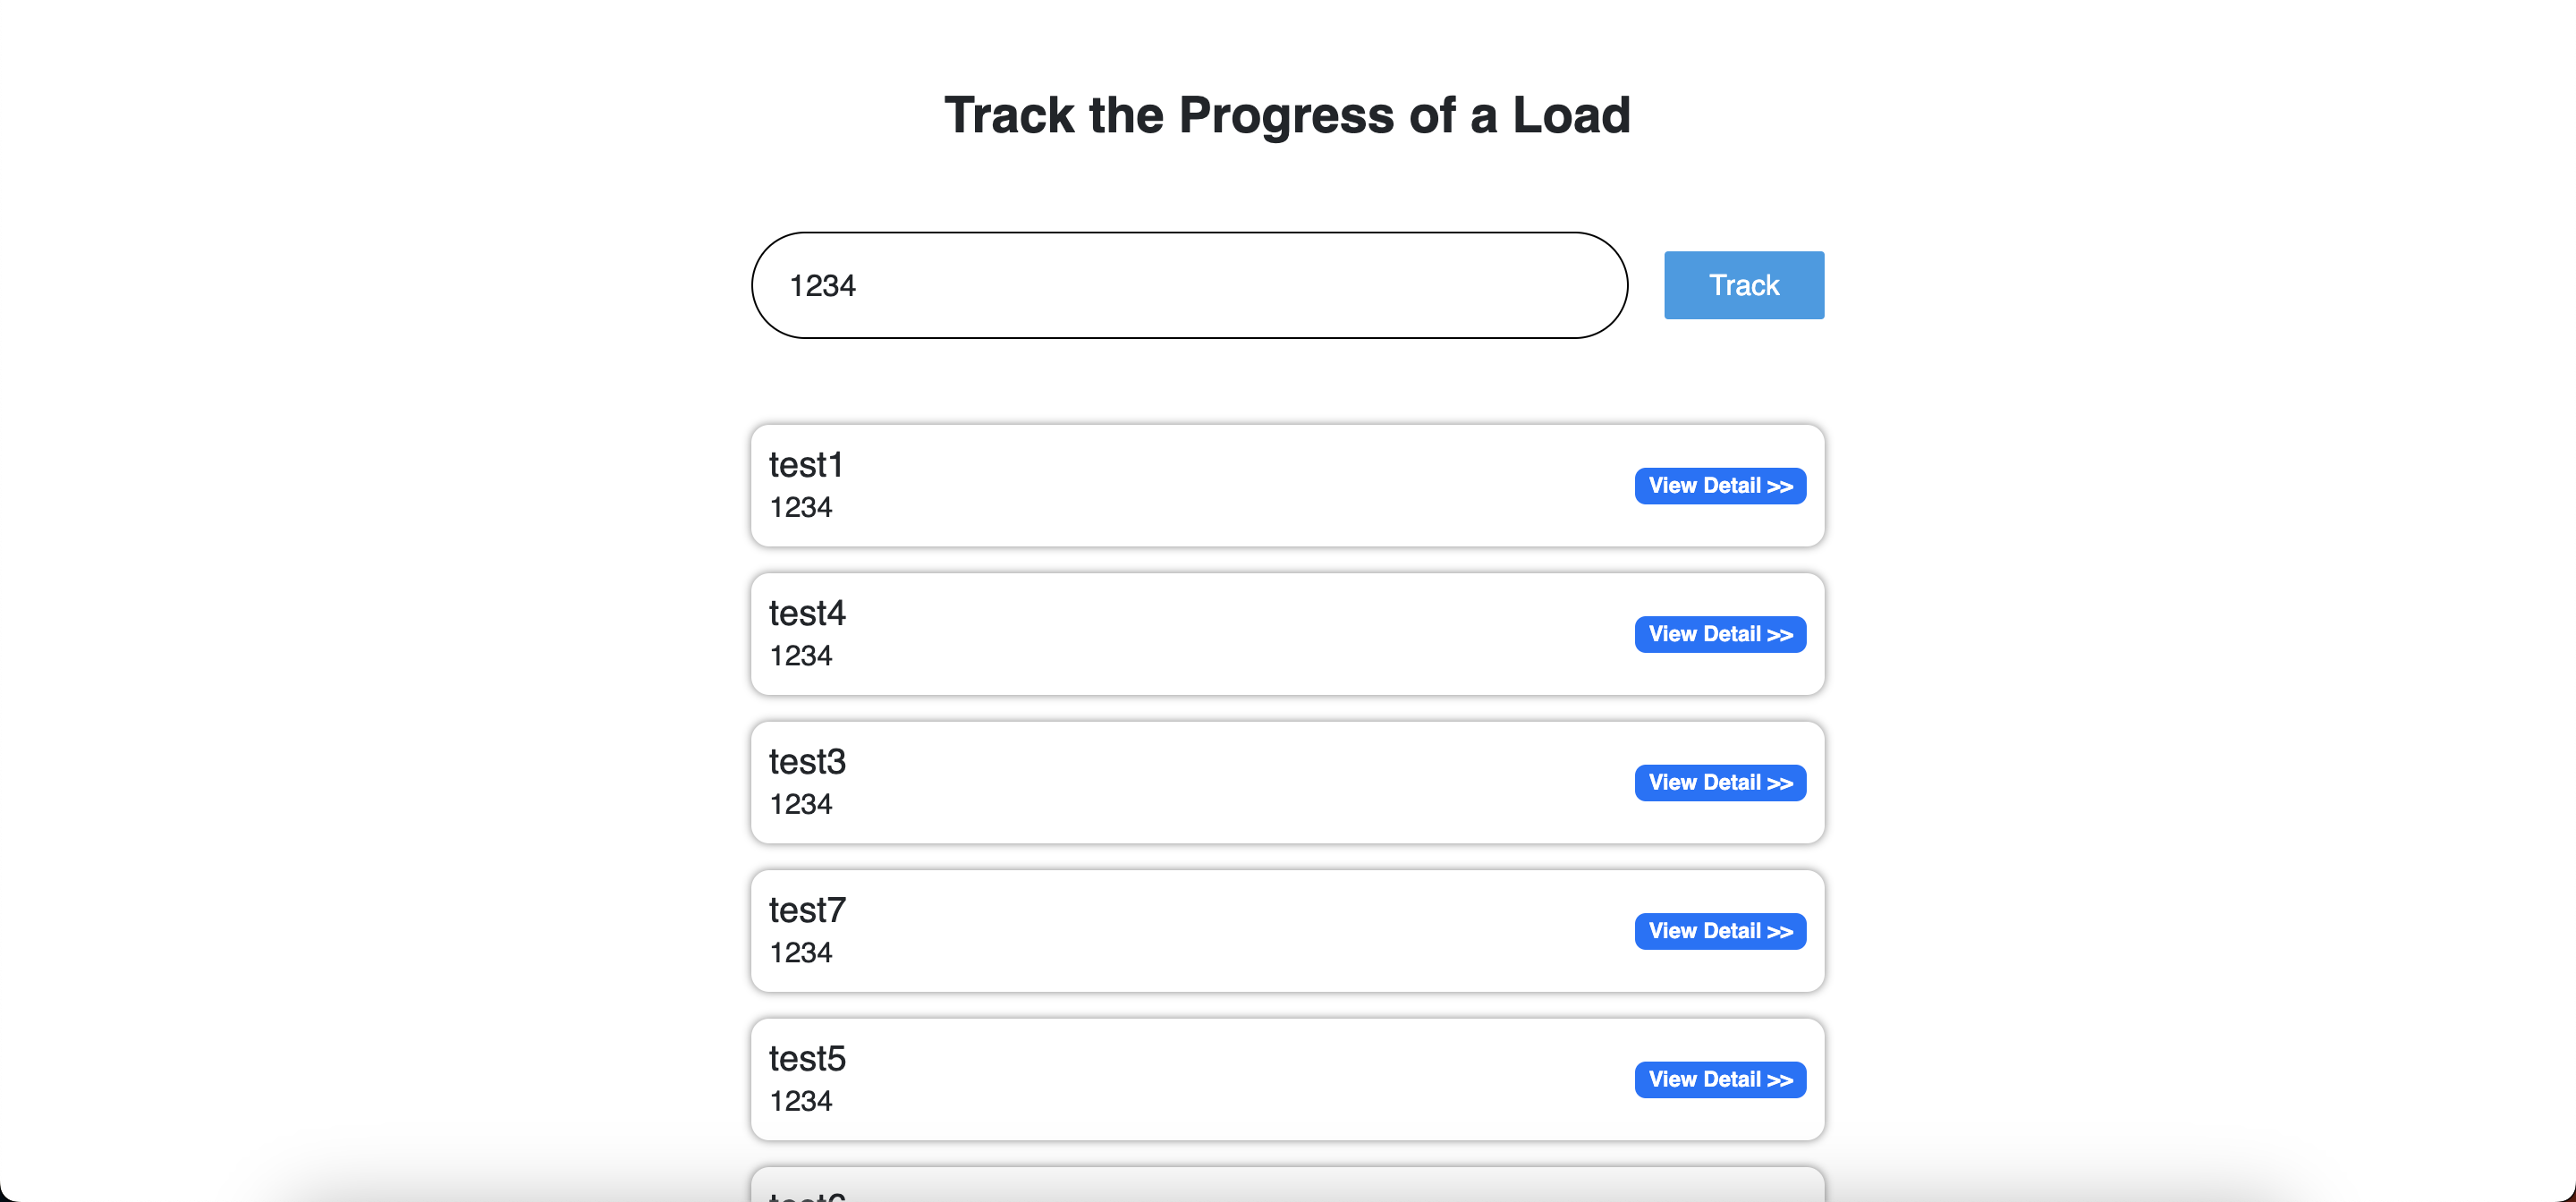 Track the Progress of a Load
1234
Track
test1
1234
View Detail >>
test4
1234
View Detail >>
test3
1234
View Detail >>
test7
1234
View Detail >>
test5
1234
View Detail >>
test6